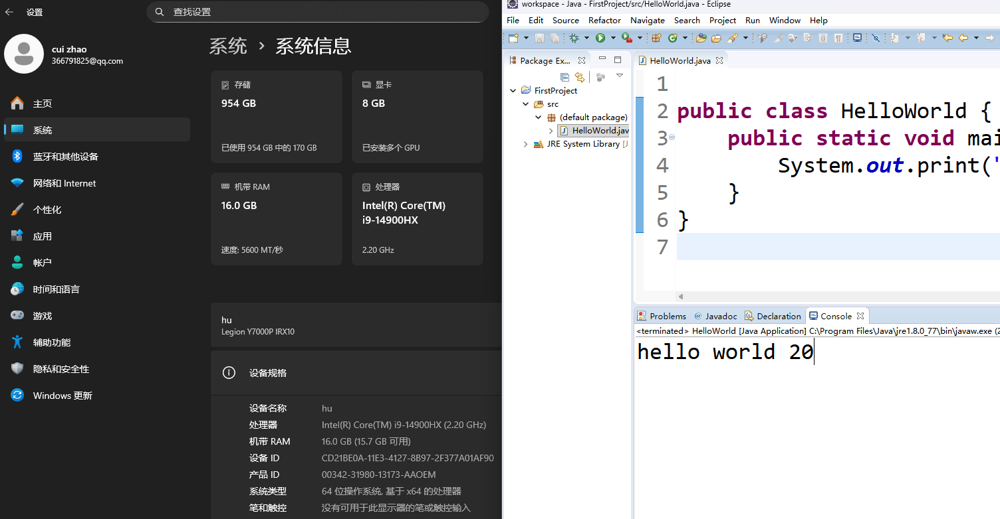 设置
查找设置
cui zhao
366791825@qq.com
主页
系统
蓝牙和其他设备
网络和 Internet
个性化
应用
帐户
时间和语言
游戏
辅助功能
隐私和安全性
Windows 更新
系统 › 系统信息
存储
954 GB
已使用 954 GB 中的 170 GB
显卡
8 GB
已安装多个 GPU
机带 RAM
16.0 GB
速度: 5600 MT/秒
处理器
Intel(R) Core(TM)
i9-14900HX
2.20 GHz
hu
Legion Y7000P IRX10
设备规格
设备名称 hu
处理器 Intel(R) Core(TM) i9-14900HX (2.20 GHz)
机带 RAM 16.0 GB (15.7 GB 可用)
设备 ID CD21BE0A-11E3-4127-8B97-2F377A01AF90
产品 ID 00342-31980-13173-AAOEM
系统类型 64 位操作系统, 基于 x64 的处理器
笔和触控 没有可用于此显示器的笔或触控输入
workspace - Java - FirstProject/src/HelloWorld.java - Eclipse
File Edit Source Refactor Navigate Search Project Run Window Help
Package Ex...
FirstProject
src
(default package)
HelloWorld.jav
JRE System Library [J
HelloWorld.java
1
2 public class HelloWorld {
3 public static void mai
4 System.out.print("
5 }
6 }
7
Problems @ Javadoc Declaration Console
<terminated> HelloWorld [Java Application] C:\Program Files\Java\jre1.8.0_77\bin\javaw.exe (2
hello world 20